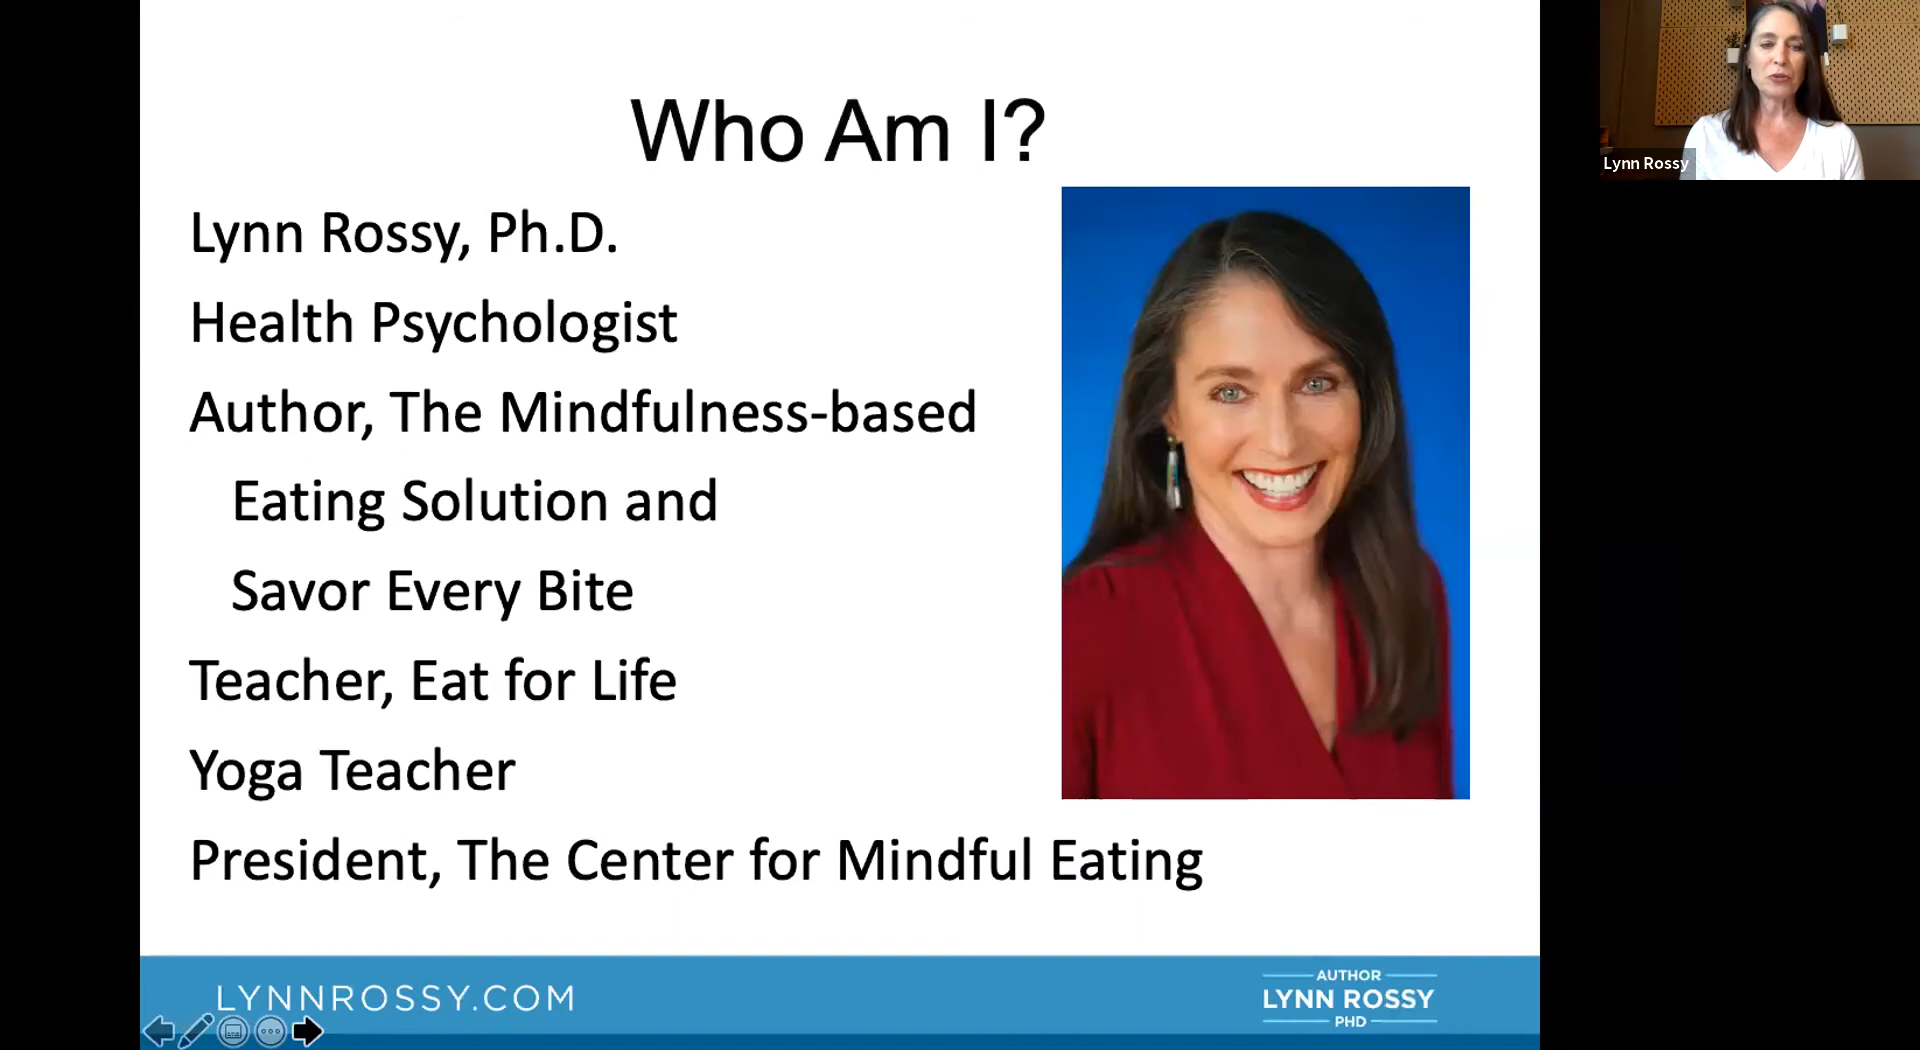 Who Am I?
Lynn Rossy, Ph.D.
Health Psychologist
Author, The Mindfulness-based
Eating Solution and
Savor Every Bite
Teacher, Eat for Life
Yoga Teacher
President, The Center for Mindful Eating
LYNNROSSY.COM
AUTHOR
LYNN ROSSY
PHD
Lynn Rossy